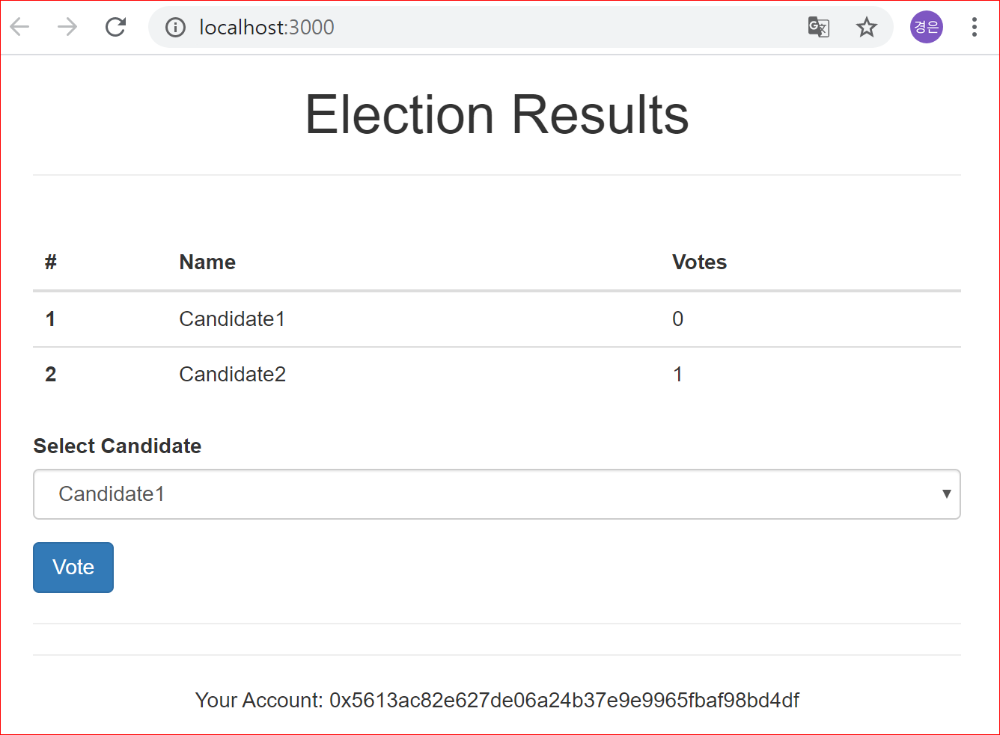 localhost:3000
경은
Election Results
# Name Votes
1 Candidate1 0
2 Candidate2 1
Select Candidate
Candidate1
Vote
Your Account: 0x5613ac82e627de06a24b37e9e9965fbaf98bd4df